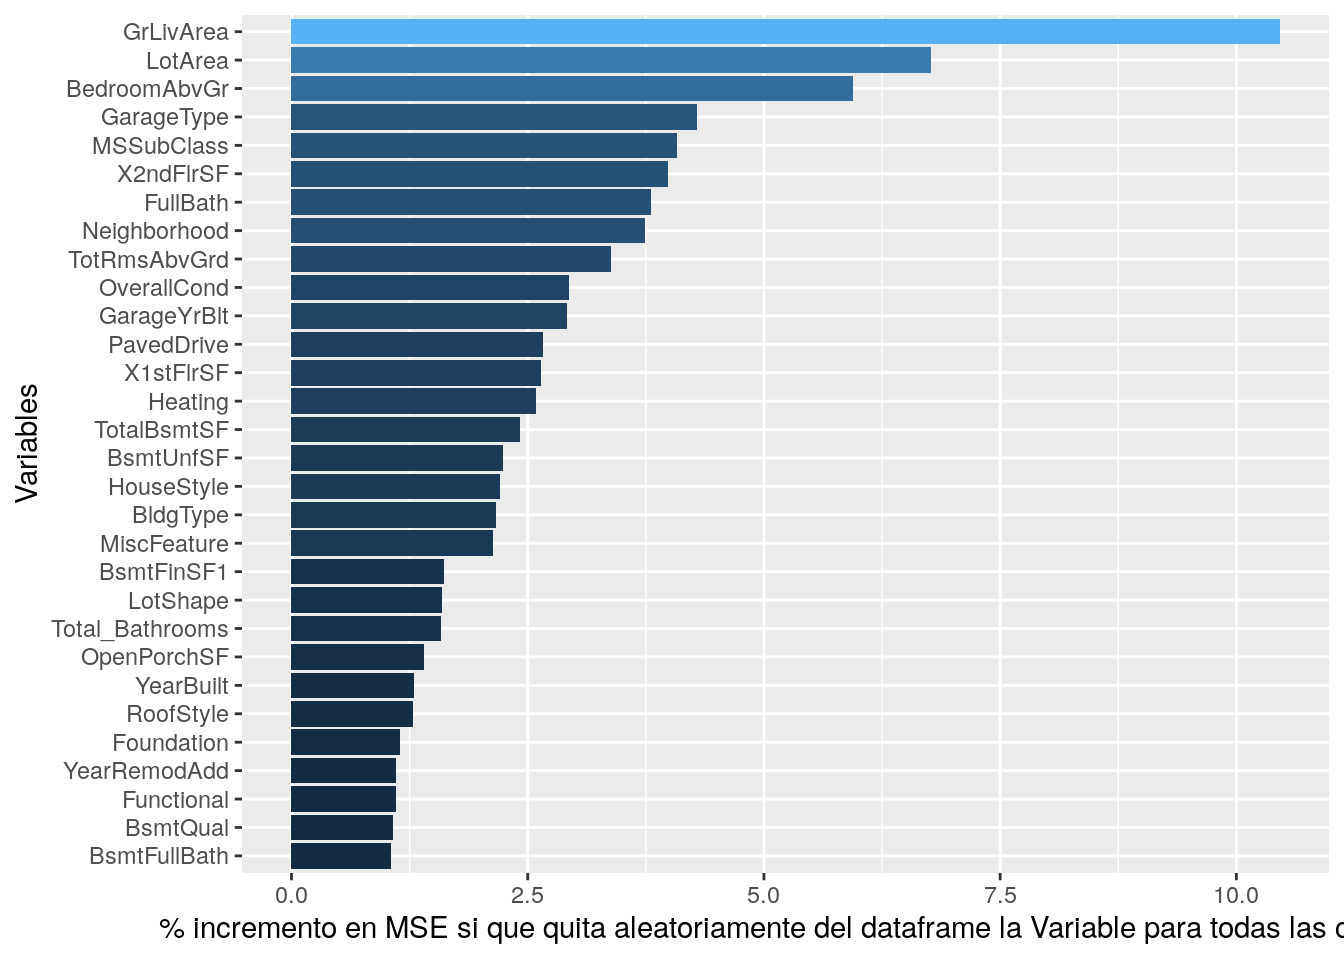 GrLivArea
LotArea
BedroomAbvGr
GarageType
MSSubClass
X2ndFlrSF
FullBath
Neighborhood
TotRmsAbvGrd
OverallCond
GarageYrBlt
PavedDrive
X1stFlrSF
Heating
TotalBsmtSF
BsmtUnfSF
HouseStyle
BldgType
MiscFeature
BsmtFinSF1
LotShape
Total_Bathrooms
OpenPorchSF
YearBuilt
RoofStyle
Foundation
YearRemodAdd
Functional
BsmtQual
BsmtFullBath
Variables
0.0 2.5 5.0 7.5 10.0
% incremento en MSE si que quita aleatoriamente del dataframe la Variable para todas las